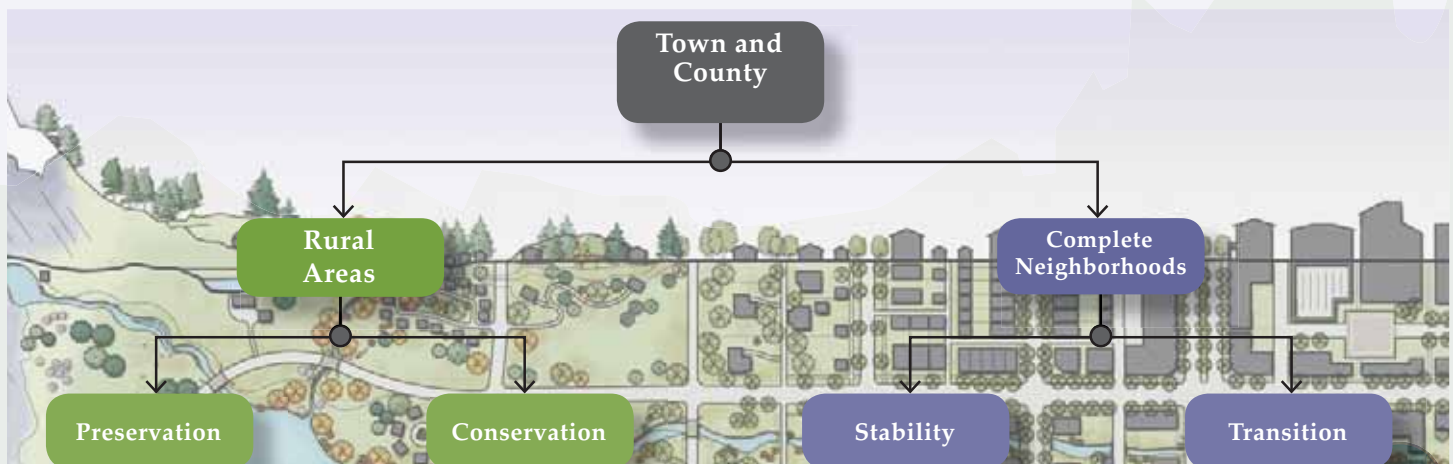 Town and
County
Rural
Areas
Complete
Neighborhoods
Preservation
Conservation
Stability
Transition